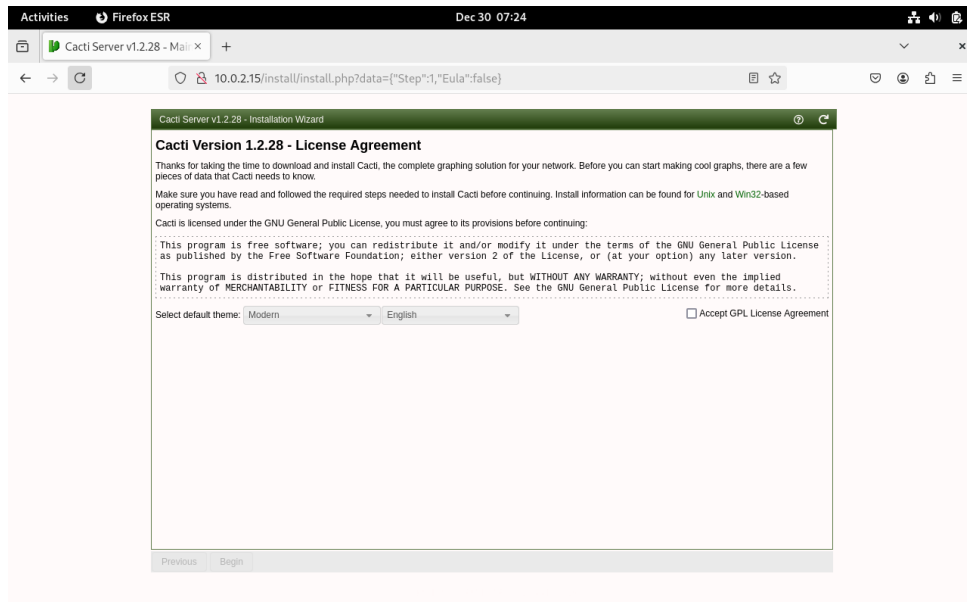 Activities Firefox ESR Dec 30 07:24
Cacti Server v1.2.28 - Main
10.0.2.15/install/install.php?data={"Step":1,"Eula":false}
Cacti Server v1.2.28 - Installation Wizard
Cacti Version 1.2.28 - License Agreement
Thanks for taking the time to download and install Cacti, the complete graphing solution for your network. Before you can start making cool graphs, there are a few
pieces of data that Cacti needs to know.
Make sure you have read and followed the required steps needed to install Cacti before continuing. Install information can be found for Unix and Win32-based
operating systems.
Cacti is licensed under the GNU General Public License, you must agree to its provisions before continuing:
This program is free software; you can redistribute it and/or modify it under the terms of the GNU General Public License
as published by the Free Software Foundation; either version 2 of the License, or (at your option) any later version.
This program is distributed in the hope that it will be useful, but WITHOUT ANY WARRANTY; without even the implied
warranty of MERCHANTABILITY or FITNESS FOR A PARTICULAR PURPOSE. See the GNU General Public License for more details.
Select default theme: Modern English Accept GPL License Agreement
Previous Begin